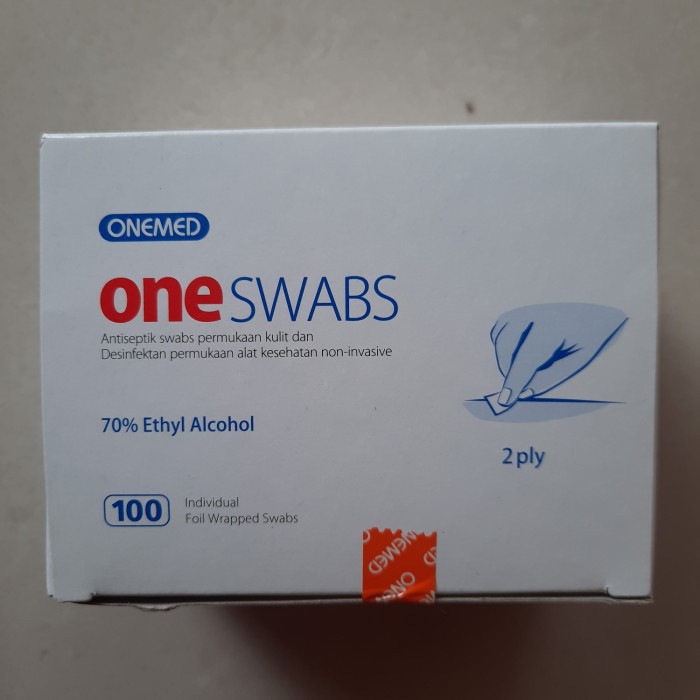 ONEMED
one SWABS
Antiseptik swabs permukaan kulit dan
Desinfektan permukaan alat kesehatan non-invasive
70% Ethyl Alcohol
2 ply
100
Individual
Foil Wrapped Swabs
ONEMED